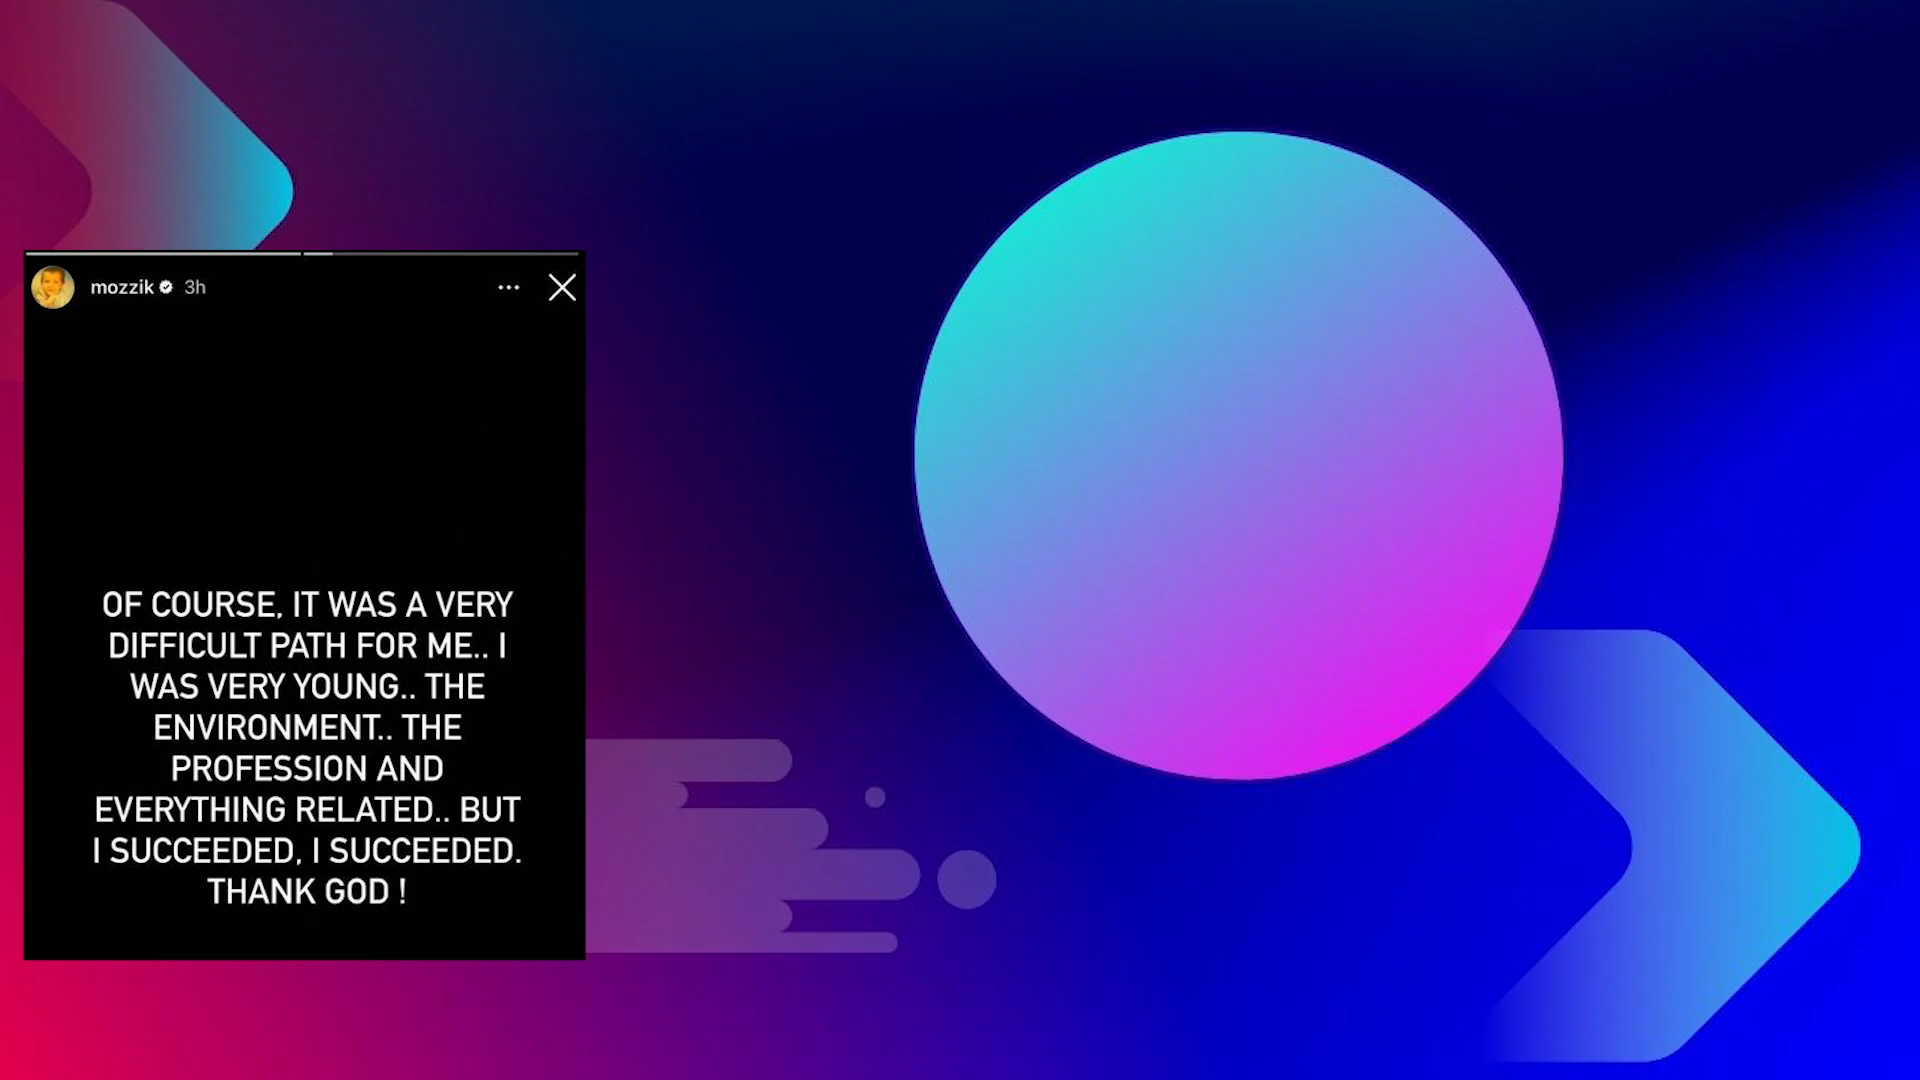 mozzik 3h
OF COURSE, IT WAS A VERY
DIFFICULT PATH FOR ME.. I
WAS VERY YOUNG.. THE
ENVIRONMENT.. THE
PROFESSION AND
EVERYTHING RELATED.. BUT
I SUCCEEDED, I SUCCEEDED.
THANK GOD !